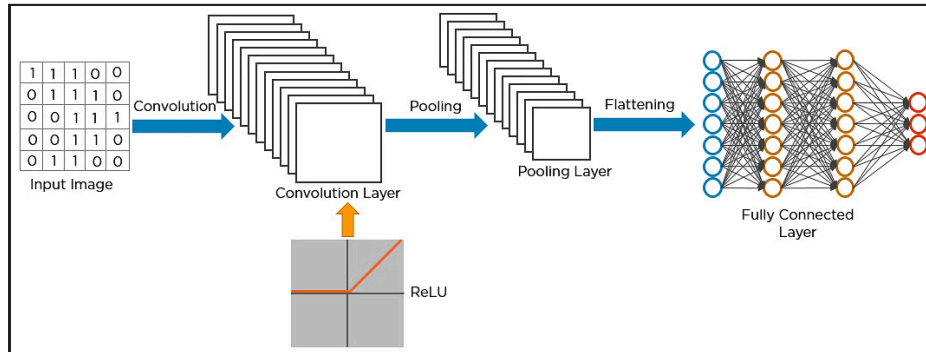 1 1 1 0 0
0 1 1 1 0
0 0 1 1 1
0 0 1 1 0
0 1 1 0 0
Input Image
Convolution
Convolution Layer
ReLU
Pooling
Pooling Layer
Flattening
Fully Connected
Layer